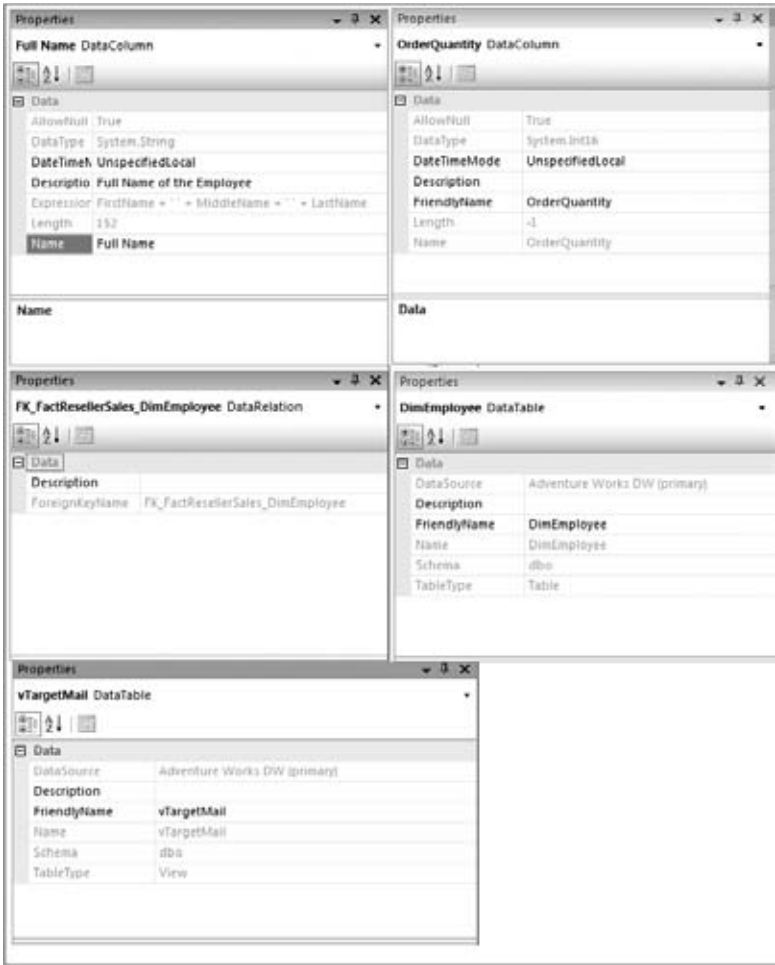 Properties
Full Name DataColumn
Data
AllowNull True
DataType System.String
DateTimeM UnspecifiedLocal
Descriptio Full Name of the Employee
Expression FirstName + ' ' + MiddleName + ' ' + LastName
Length 152
Name Full Name
Name
Properties
OrderQuantity DataColumn
Data
AllowNull True
DataType System.Int16
DateTimeMode UnspecifiedLocal
Description
FriendlyName OrderQuantity
Length -1
Name OrderQuantity
Data
Properties
FK_FactResellerSales_DimEmployee DataRelation
Data
Description
ForeignKeyName FK_FactResellerSales_DimEmployee
Properties
DimEmployee DataTable
Data
DataSource Adventure Works DW (primary)
Description
FriendlyName DimEmployee
Name DimEmployee
Schema dbo
TableType Table
Properties
vTargetMail DataTable
Data
DataSource Adventure Works DW (primary)
Description
FriendlyName vTargetMail
Name vTargetMail
Schema dbo
TableType View